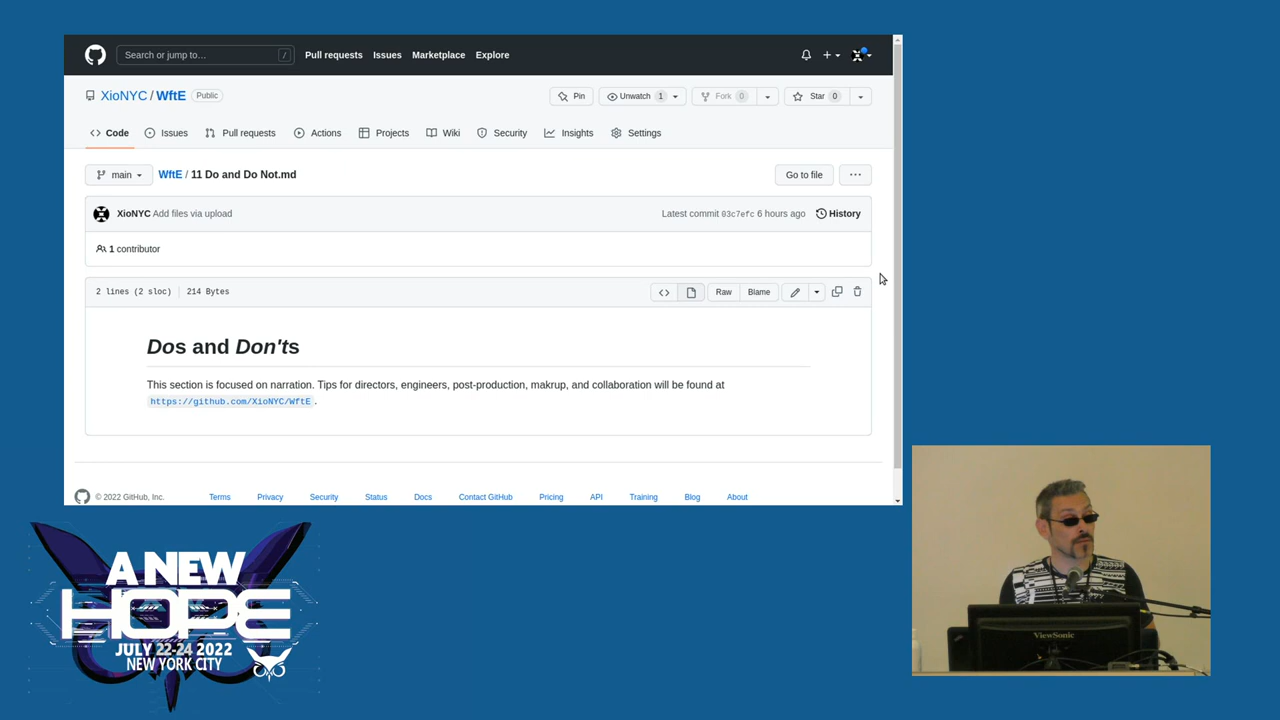 Search or jump to… /
Pull requests Issues Marketplace Explore
XioNYC / WftE Public
Pin Unwatch 1 Fork 0 Star 0
Code Issues Pull requests Actions Projects Wiki Security Insights Settings
main WftE / 11 Do and Do Not.md Go to file
XioNYC Add files via upload Latest commit 03c7efc 6 hours ago History
1 contributor
2 lines (2 sloc) 214 Bytes Raw Blame
Dos and Don'ts
This section is focused on narration. Tips for directors, engineers, post-production, makrup, and collaboration will be found at
https://github.com/XioNYC/WftE.
© 2022 GitHub, Inc. Terms Privacy Security Status Docs Contact GitHub Pricing API Training Blog About
A NEW
HOPE
JULY 22-24 2022
NEW YORK CITY
ViewSonic